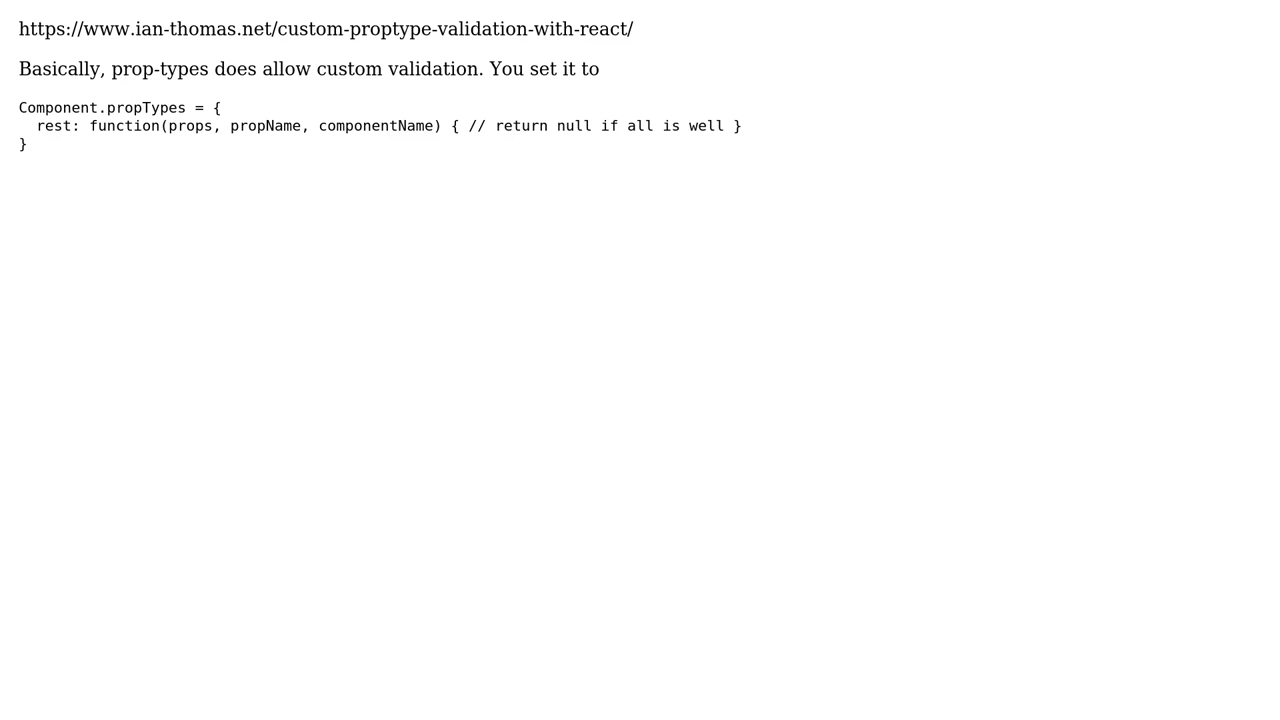 https://www.ian-thomas.net/custom-proptype-validation-with-react/
Basically, prop-types does allow custom validation. You set it to
Component.propTypes = {
  rest: function(props, propName, componentName) { // return null if all is well }
}